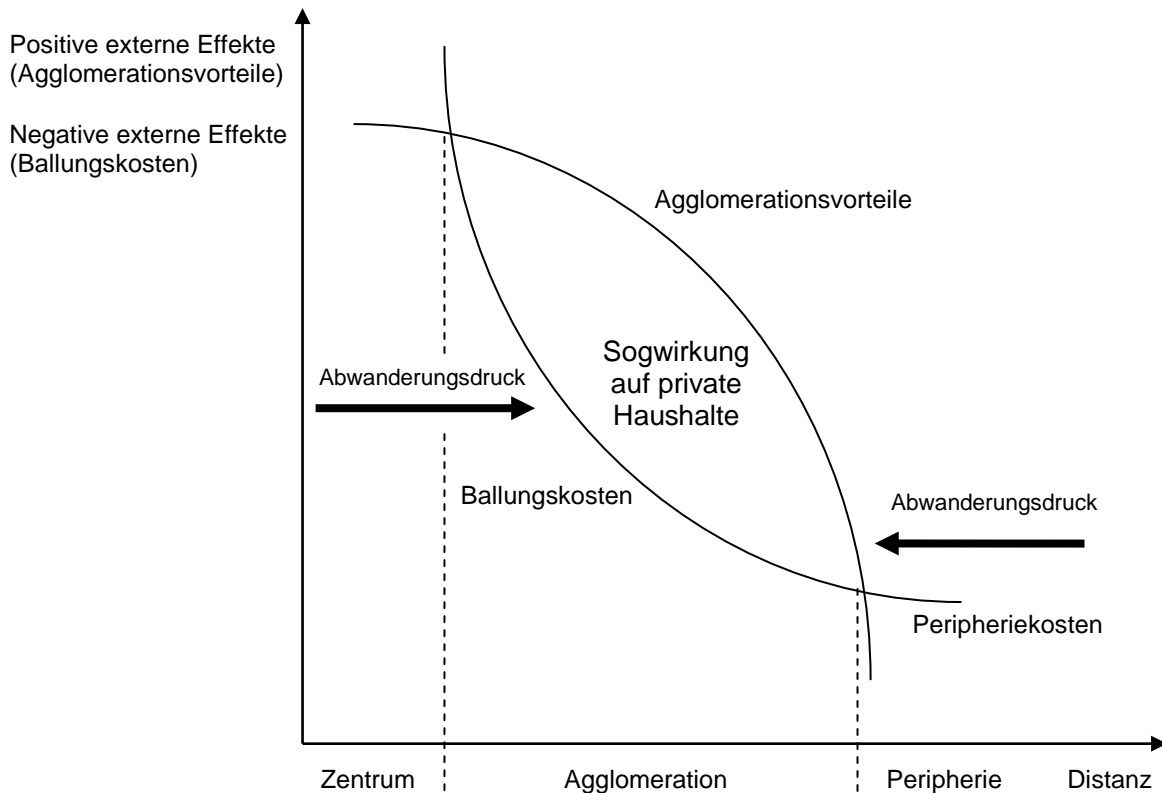 Positive externe Effekte
(Agglomerationsvorteile)
Negative externe Effekte
(Ballungskosten)
Agglomerationsvorteile
Sogwirkung
auf private
Haushalte
Abwanderungsdruck
Ballungskosten
Abwanderungsdruck
Peripheriekosten
Zentrum
Agglomeration
Peripherie
Distanz